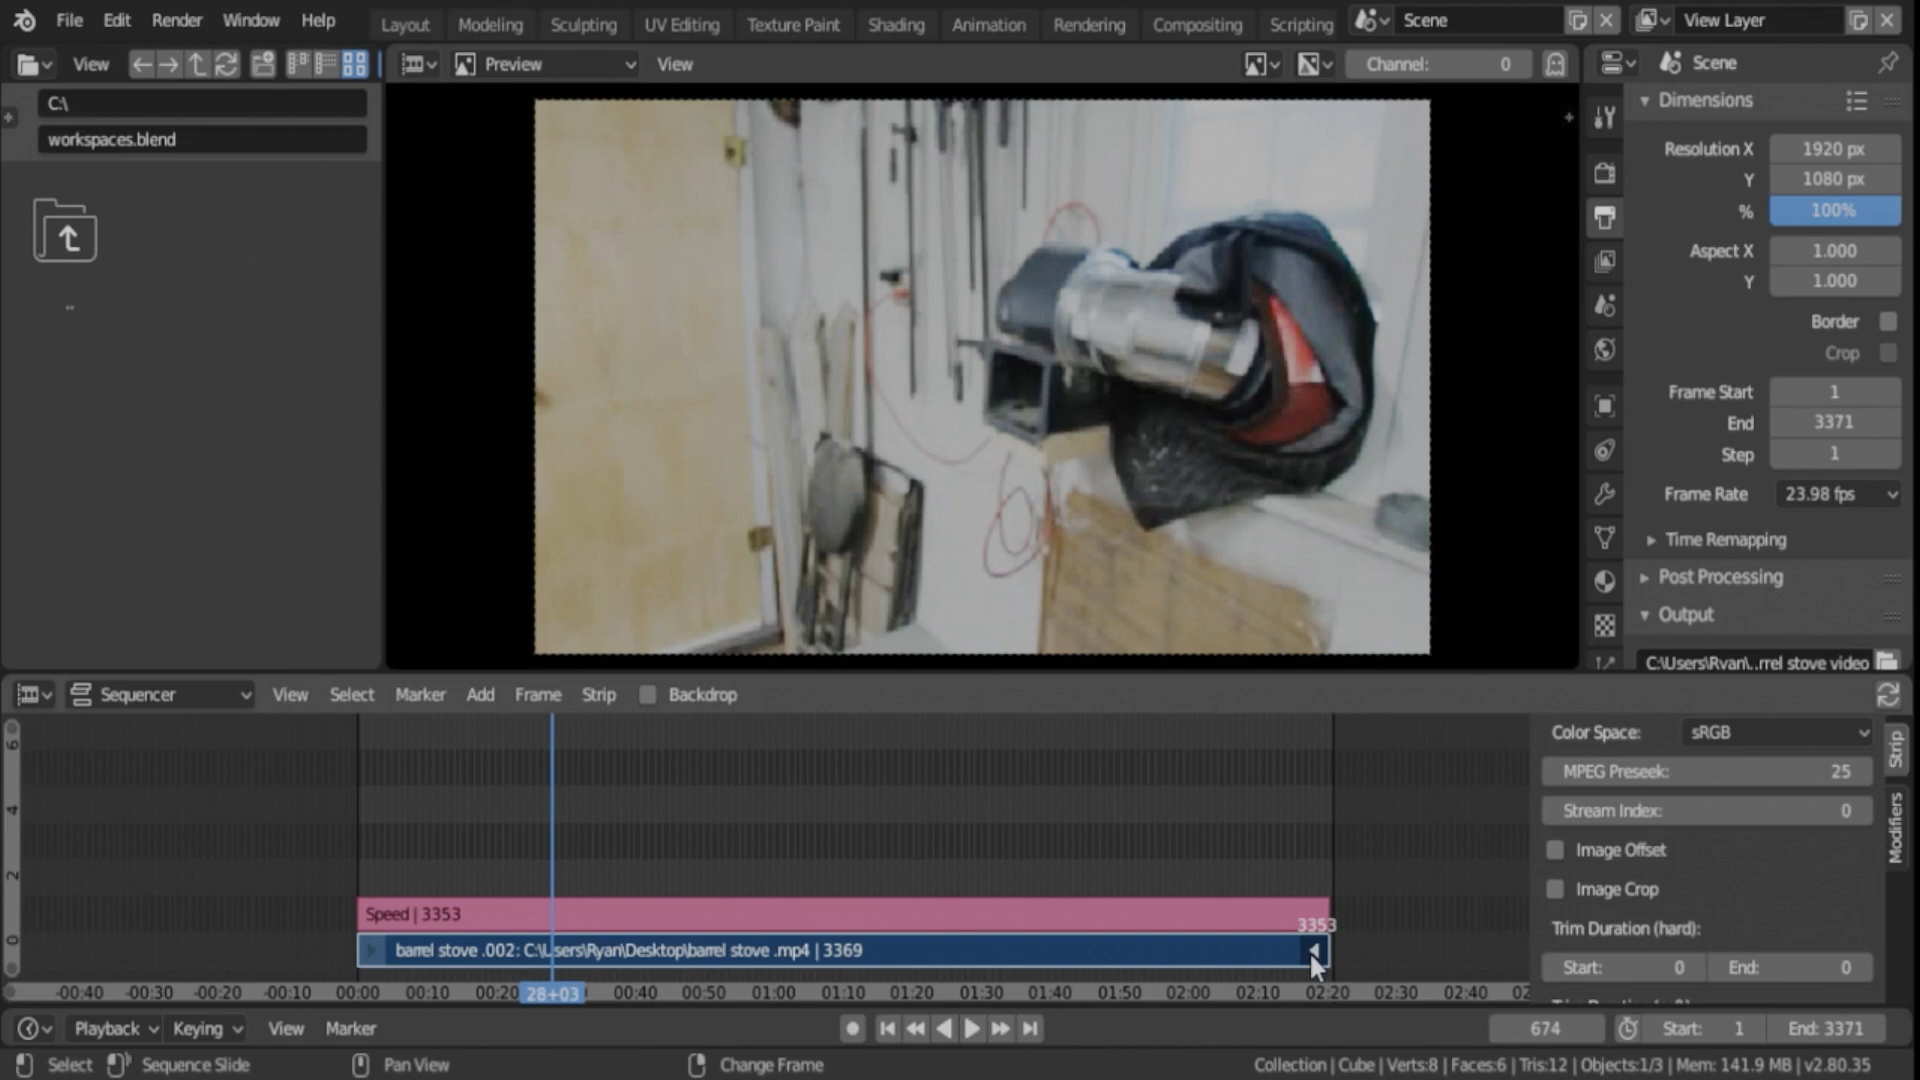 File Edit Render Window Help Layout Modeling Sculpting UV Editing Texture Paint Shading Animation Rendering Compositing Scripting Scene View Layer
View Preview View Channel: 0 Scene
C:\
workspaces.blend
..
Dimensions
Resolution X 1920 px
Y 1080 px
% 100%
Aspect X 1.000
Y 1.000
Border
Crop
Frame Start 1
End 3371
Step 1
Frame Rate 23.98 fps
Time Remapping
Post Processing
Output
C:\Users\Ryan\..rrel stove video
Sequencer View Select Marker Add Frame Strip Backdrop
Color Space: sRGB
MPEG Preseek: 25
Stream Index: 0
Image Offset
Image Crop
Trim Duration (hard):
Start: 0 End: 0
Strip
Modifiers
6
4
2
0
Speed | 3353
3353
barrel stove .002: C:\Users\Ryan\Desktop\barrel stove .mp4 | 3369
-00:40 -00:30 -00:20 -00:10 00:00 00:10 00:20 28+03 00:40 00:50 01:00 01:10 01:20 01:30 01:40 01:50 02:00 02:10 02:20 02:30 02:40
Playback Keying View Marker 674 Start: 1 End: 3371
Select Sequence Slide Pan View Change Frame Collection | Cube | Verts:8 | Faces:6 | Tris:12 | Objects:1/3 | Mem: 141.9 MB | v2.80.35